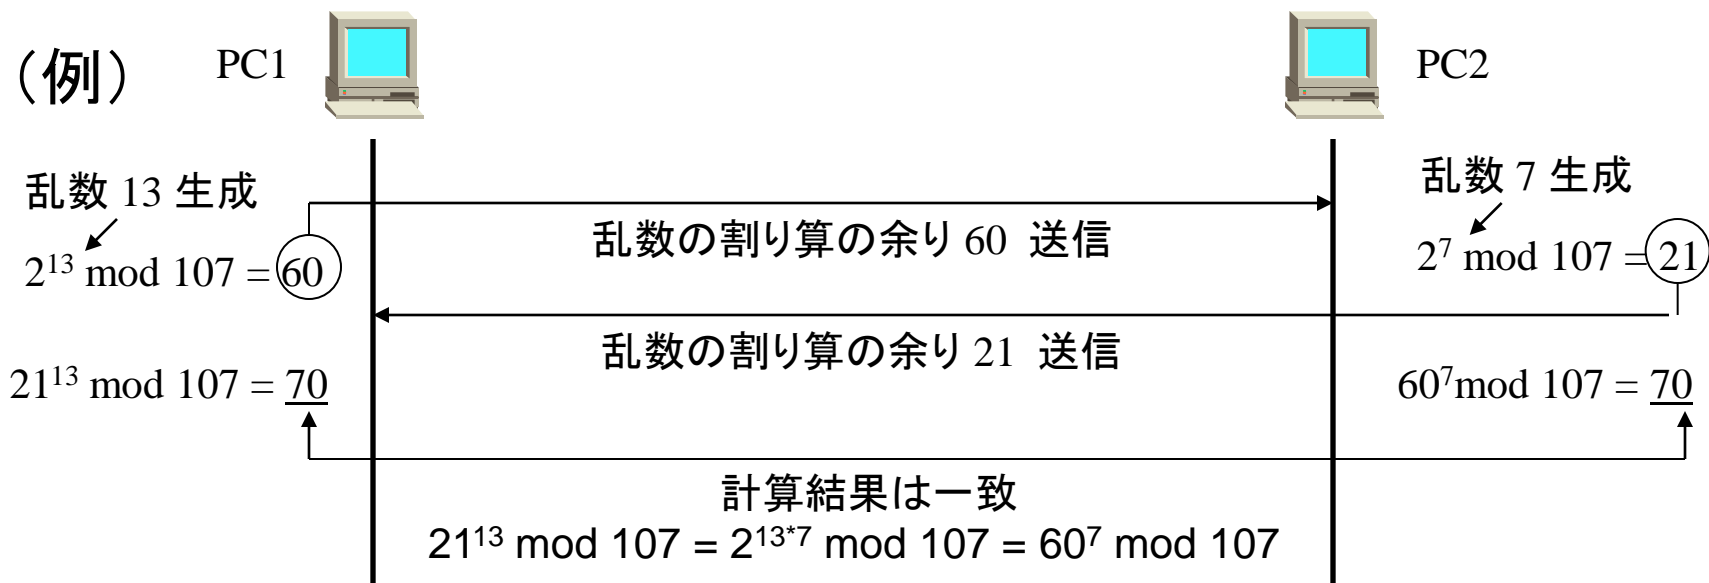 （例）
PC1
PC2
乱数 13 生成
2¹³ mod 107 = 60
乱数 7 生成
2⁷ mod 107 = 21
乱数の割り算の余り 60 送信
乱数の割り算の余り 21 送信
21¹³ mod 107 = 70
60⁷mod 107 = 70
計算結果は一致
21¹³ mod 107 = 2¹³*⁷ mod 107 = 60⁷ mod 107